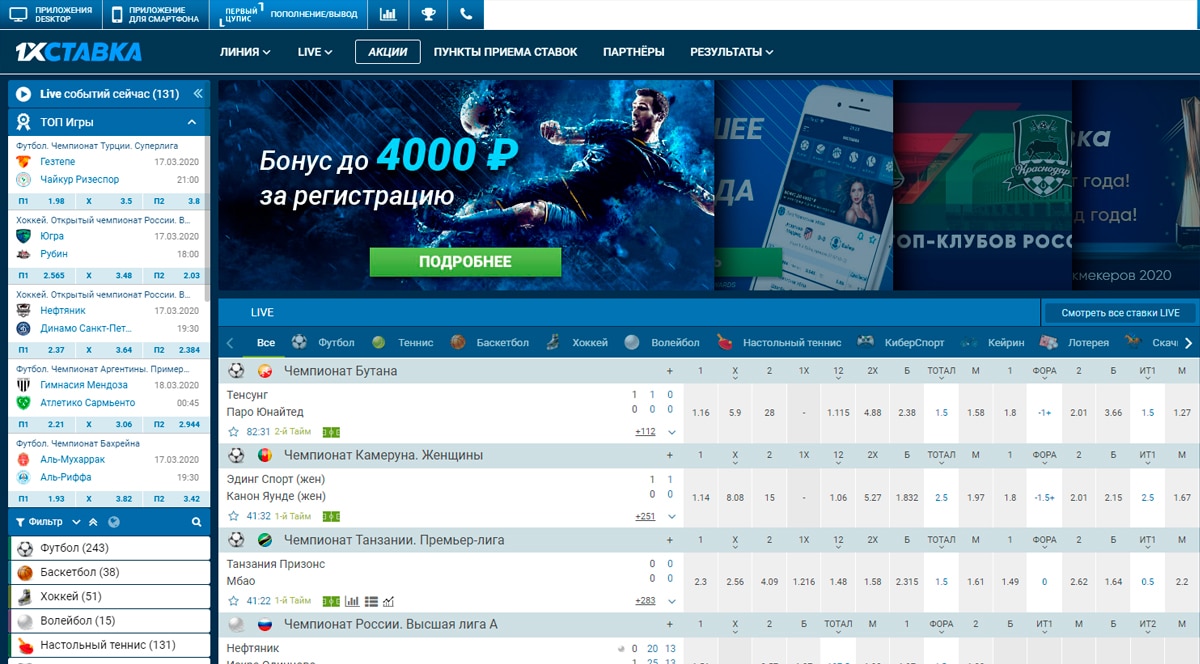 ПРИЛОЖЕНИЯ
DESKTOP
ПРИЛОЖЕНИЕ
ДЛЯ СМАРТФОНА
ПЕРВЫЙ
ЦУПИС
ПОПОЛНЕНИЕ/ВЫВОД
1XСТАВКА
ЛИНИЯ LIVE АКЦИИ ПУНКТЫ ПРИЕМА СТАВОК ПАРТНЁРЫ РЕЗУЛЬТАТЫ
Live событий сейчас (131)
ТОП Игры
Футбол. Чемпионат Турции. Суперлига
Гезтепе 17.03.2020
Чайкур Ризеспор 21:00
П1 1.98 X 3.5 П2 3.8
Хоккей. Открытый чемпионат России. В...
Югра 17.03.2020
Рубин 18:00
П1 2.565 X 3.48 П2 2.03
Хоккей. Открытый чемпионат России. В...
Нефтяник 17.03.2020
Динамо Санкт-Пет... 19:30
П1 2.37 X 3.64 П2 2.384
Футбол. Чемпионат Аргентины. Пример...
Гимнасия Мендоза 18.03.2020
Атлетико Сармьенто 00:45
П1 2.21 X 3.06 П2 2.944
Футбол. Чемпионат Бахрейна
Аль-Мухаррак 17.03.2020
Аль-Риффа 19:30
П1 1.93 X 3.82 П2 3.42
Фильтр
Футбол (243)
Баскетбол (38)
Хоккей (51)
Волейбол (15)
Настольный теннис (131)
Бонус до 4000 ₽
за регистрацию
ПОДРОБНЕЕ
ШЕЕ
ДА
Краснодар
ТОП-КЛУБОВ РОСС
вка
т года!
д года!
кмекеров 2020
LIVE Смотреть все ставки LIVE
Все Футбол Теннис Баскетбол Хоккей Волейбол Настольный теннис КиберСпорт Кейрин Лотерея Скач
Чемпионат Бутана + 1 X 2 1X 12 2X Б ТОТАЛ М 1 ФОРА 2 Б ИТ1 М
Тенсунг 1 1 0
Паро Юнайтед 0 0 0
1.16 5.9 28 - 1.115 4.88 2.38 1.5 1.58 1.8 -1+ 2.01 3.66 1.5 1.27
82:31 2-й Тайм +112
Чемпионат Камеруна. Женщины + 1 X 2 1X 12 2X Б ТОТАЛ М 1 ФОРА 2 Б ИТ1 М
Эдинг Спорт (жен) 1 1
Канон Яунде (жен) 0 0
1.14 8.08 15 - 1.06 5.27 1.832 2.5 1.97 1.8 -1.5+ 2.01 2.15 2.5 1.67
41:32 1-й Тайм +251
Чемпионат Танзании. Премьер-лига + 1 X 2 1X 12 2X Б ТОТАЛ М 1 ФОРА 2 Б ИТ1 М
Танзания Призонс 0 0
Мбао 0 0
2.3 2.56 4.09 1.216 1.48 1.58 2.315 1.5 1.61 1.49 0 2.62 1.64 0.5 2.2
41:22 1-й Тайм +283
Чемпионат России. Высшая лига А + 1 X 2 Б ТОТАЛ М 1 ФОРА 2 Б ИТ1 М Б ИТ2 М
Нефтяник 0 20 13
1 25 13